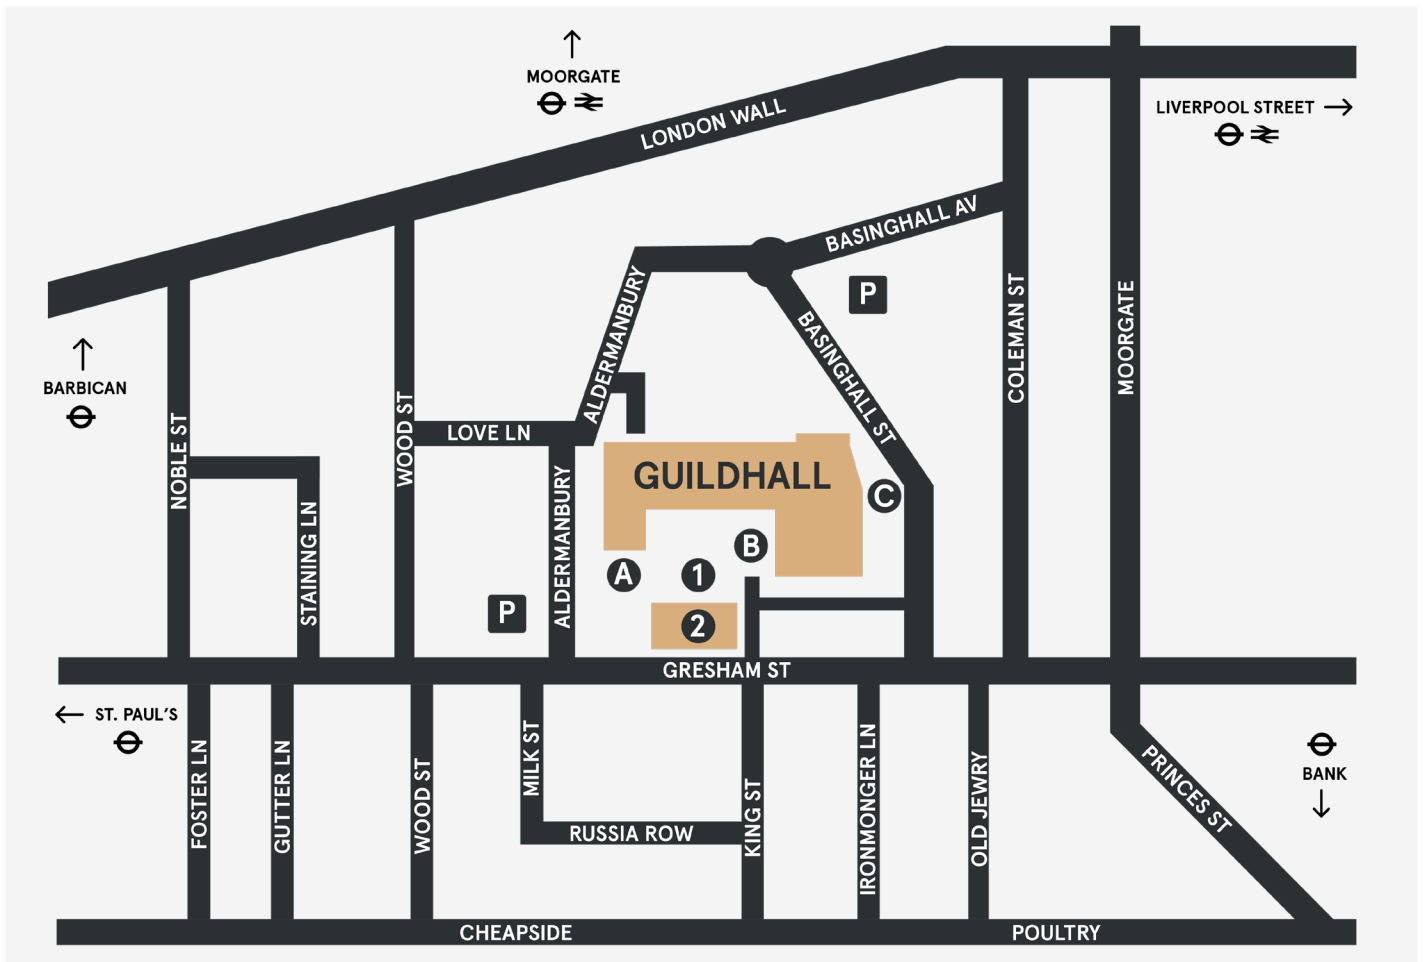 MOORGATE
LONDON WALL
LIVERPOOL STREET
BASINGHALL AV
P
BARBICAN
ALDERMANBURY
BASINGHALL ST
COLEMAN ST
MOORGATE
NOBLE ST
WOOD ST
LOVE LN
GUILDHALL
C
STAINING LN
ALDERMANBURY
B
A
1
P
2
GRESHAM ST
ST. PAUL'S
FOSTER LN
GUTTER LN
WOOD ST
MILK ST
RUSSIA ROW
KING ST
IRONMONGER LN
OLD JEWRY
PRINCES ST
BANK
CHEAPSIDE
POULTRY